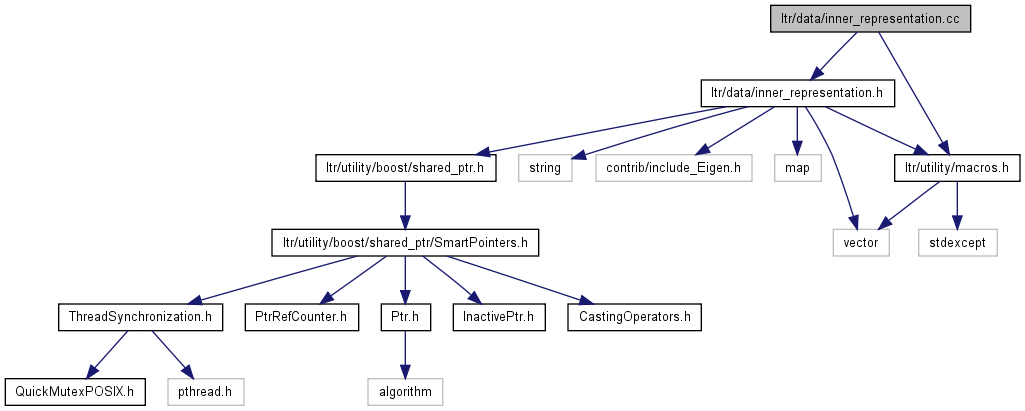 ltr/data/inner_representation.cc
ltr/data/inner_representation.h
ltr/utility/boost/shared_ptr.h
string
contrib/include_Eigen.h
map
ltr/utility/macros.h
ltr/utility/boost/shared_ptr/SmartPointers.h
vector
stdexcept
ThreadSynchronization.h
PtrRefCounter.h
Ptr.h
InactivePtr.h
CastingOperators.h
QuickMutexPOSIX.h
pthread.h
algorithm